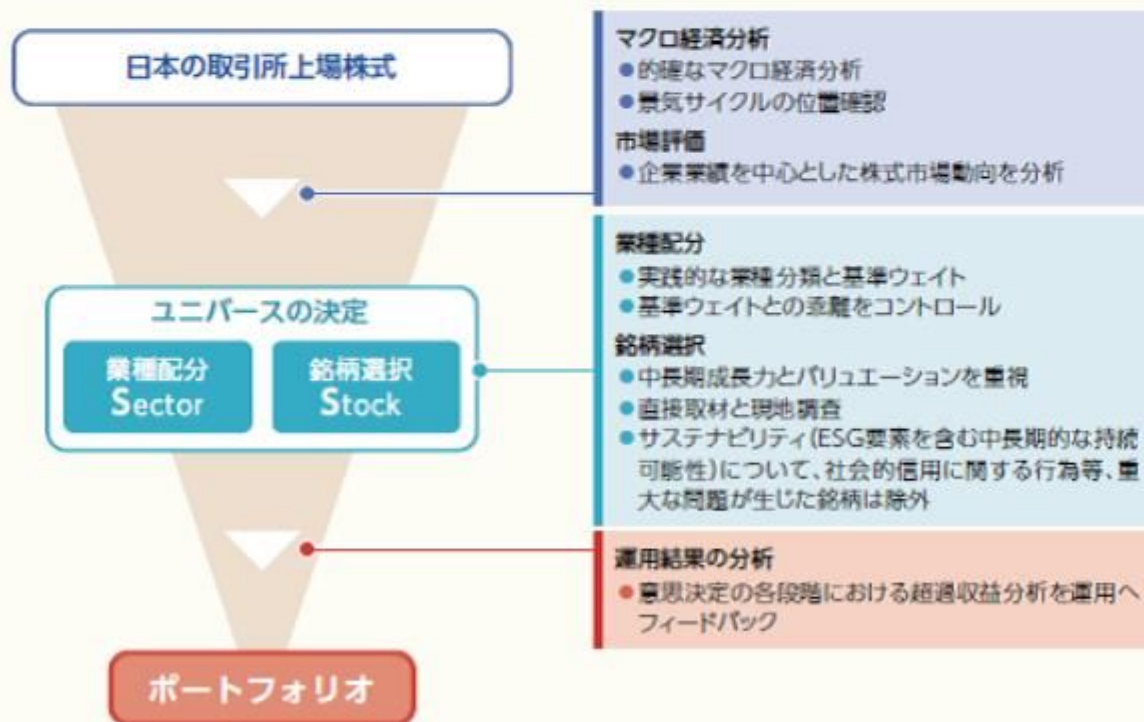 日本の取引所上場株式
マクロ経済分析
●的確なマクロ経済分析
●景気サイクルの位置確認
市場評価
●企業業績を中心とした株式市場動向を分析
ユニバースの決定
業種配分
Sector
銘柄選択
Stock
業種配分
●実践的な業種分類と基準ウェイト
●基準ウェイトとの乖離をコントロール
銘柄選択
●中長期成長力とバリュエーションを重視
●直接取材と現地調査
●サステナビリティ(ESG要素を含む中長期的な持続
可能性)について、社会的信用に関する行為等、重
大な問題が生じた銘柄は除外
運用結果の分析
●意思決定の各段階における超過収益分析を運用へ
フィードバック
ポートフォリオ